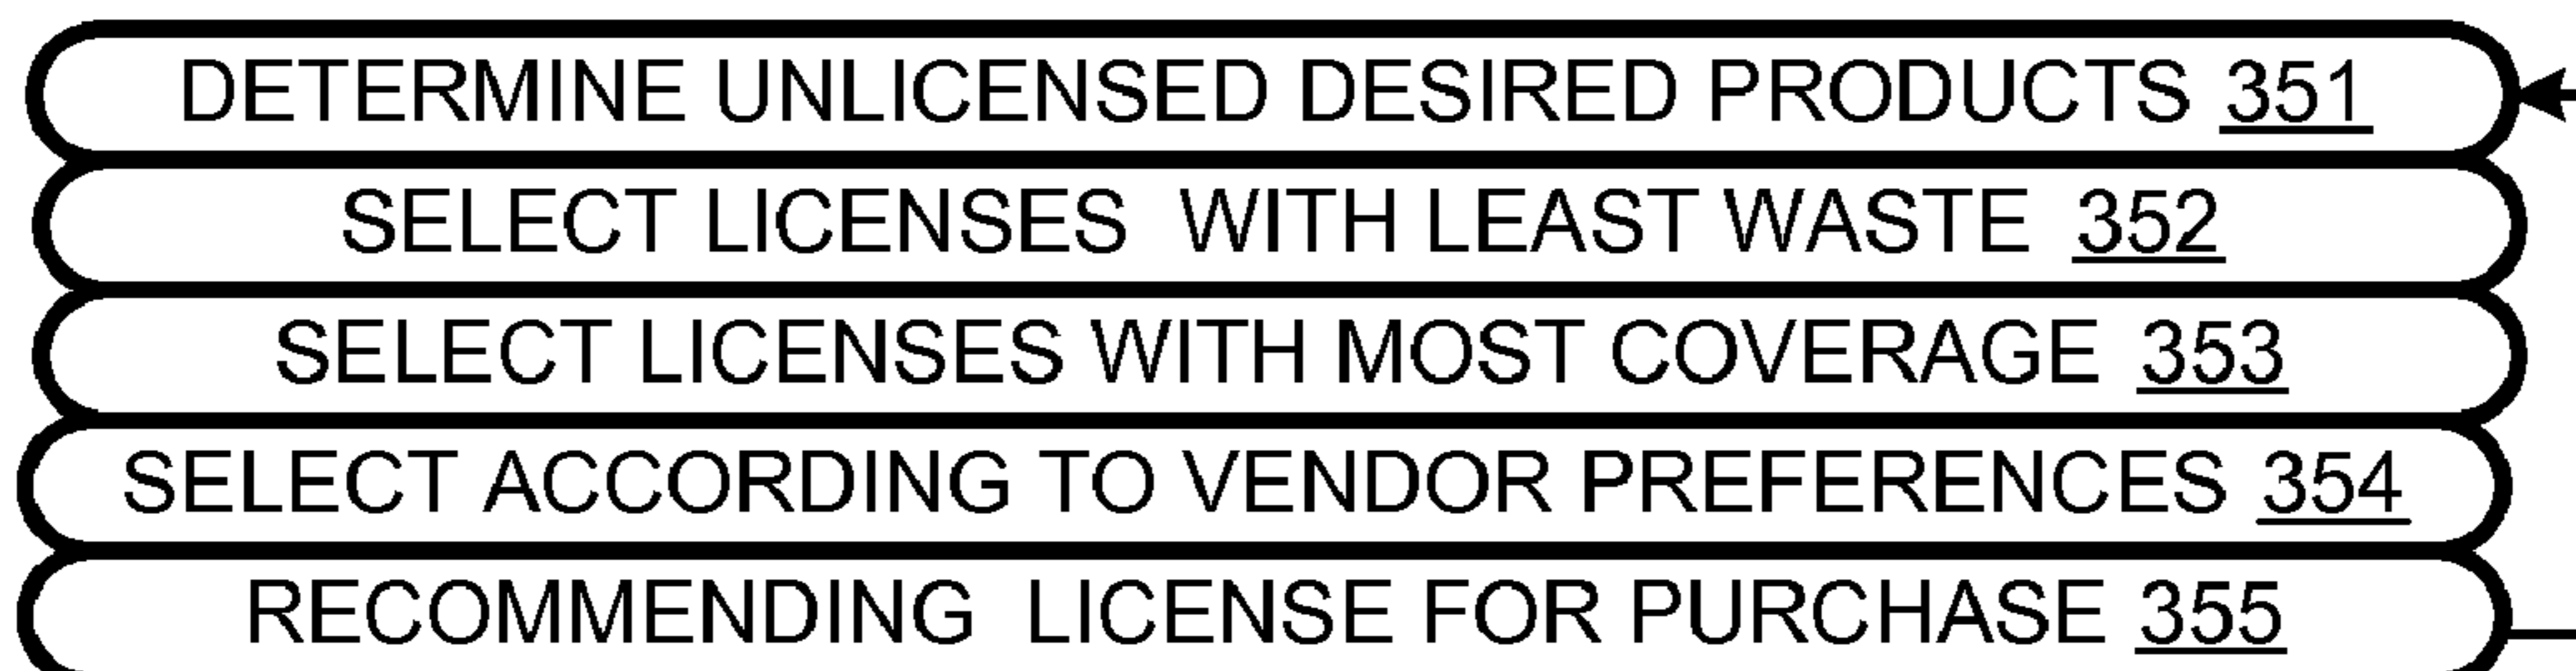 DETERMINE UNLICENSED DESIRED PRODUCTS 351
SELECT LICENSES WITH LEAST WASTE 352
SELECT LICENSES WITH MOST COVERAGE 353
SELECT ACCORDING TO VENDOR PREFERENCES 354
RECOMMENDING LICENSE FOR PURCHASE 355